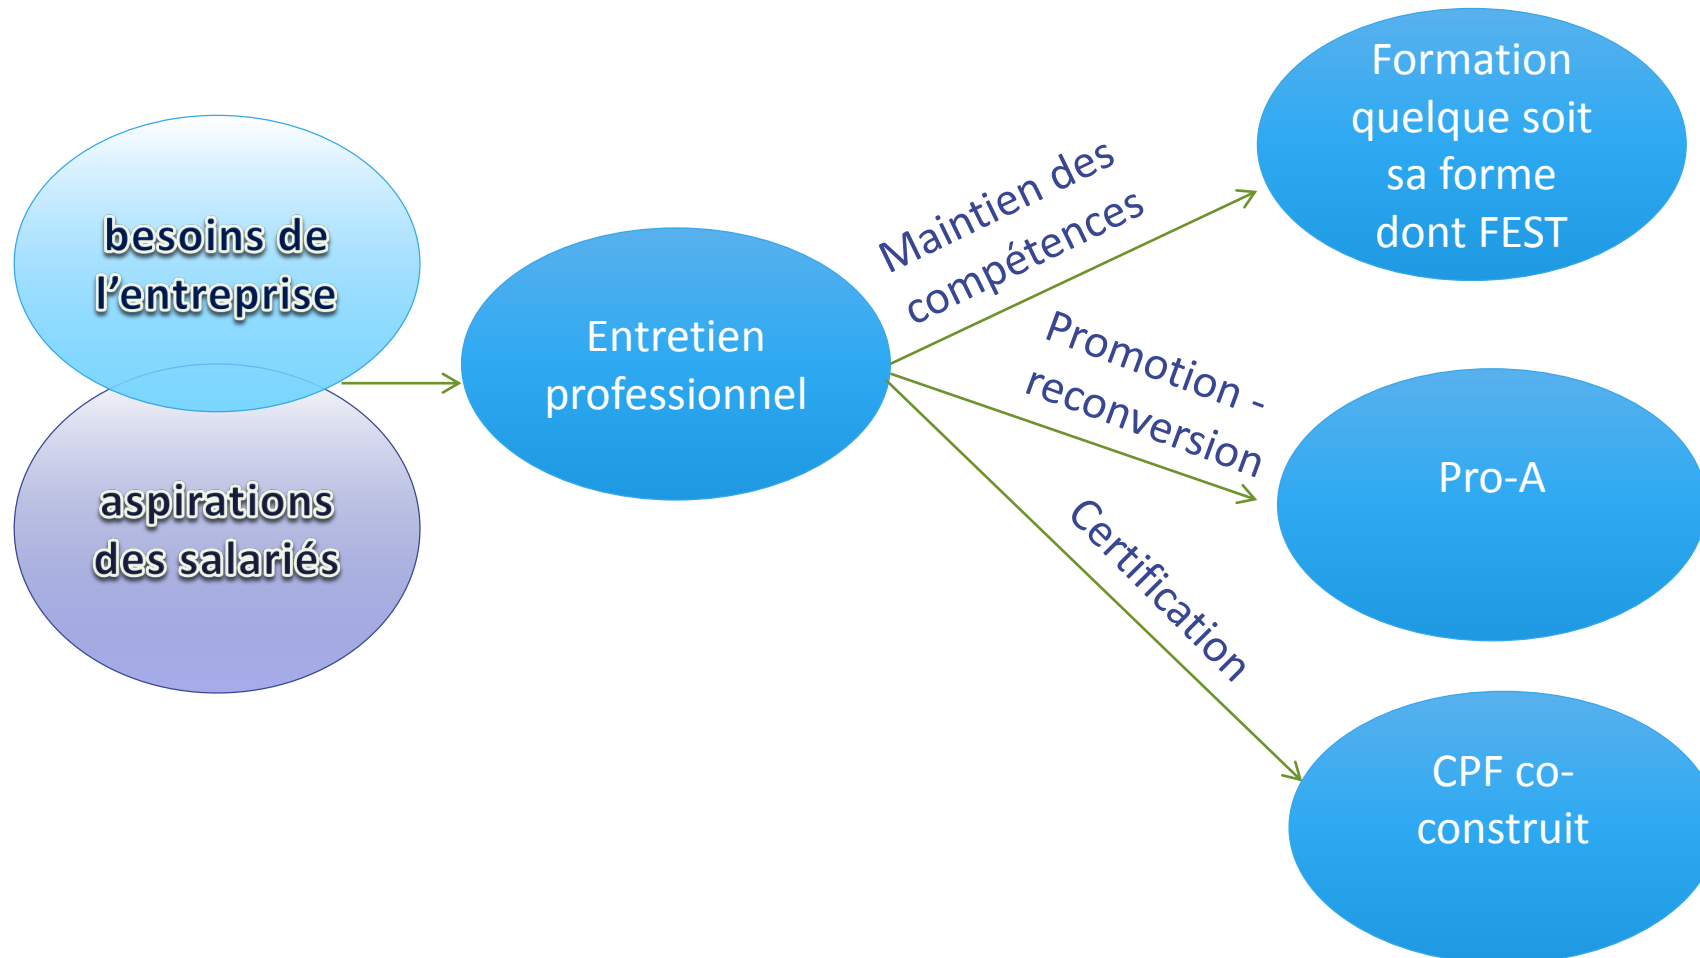 besoins de
l’entreprise
aspirations
des salariés
Entretien
professionnel
Maintien des
compétences
Promotion -
reconversion
Certification
Formation
quelque soit
sa forme
dont FEST
Pro-A
CPF co-
construit